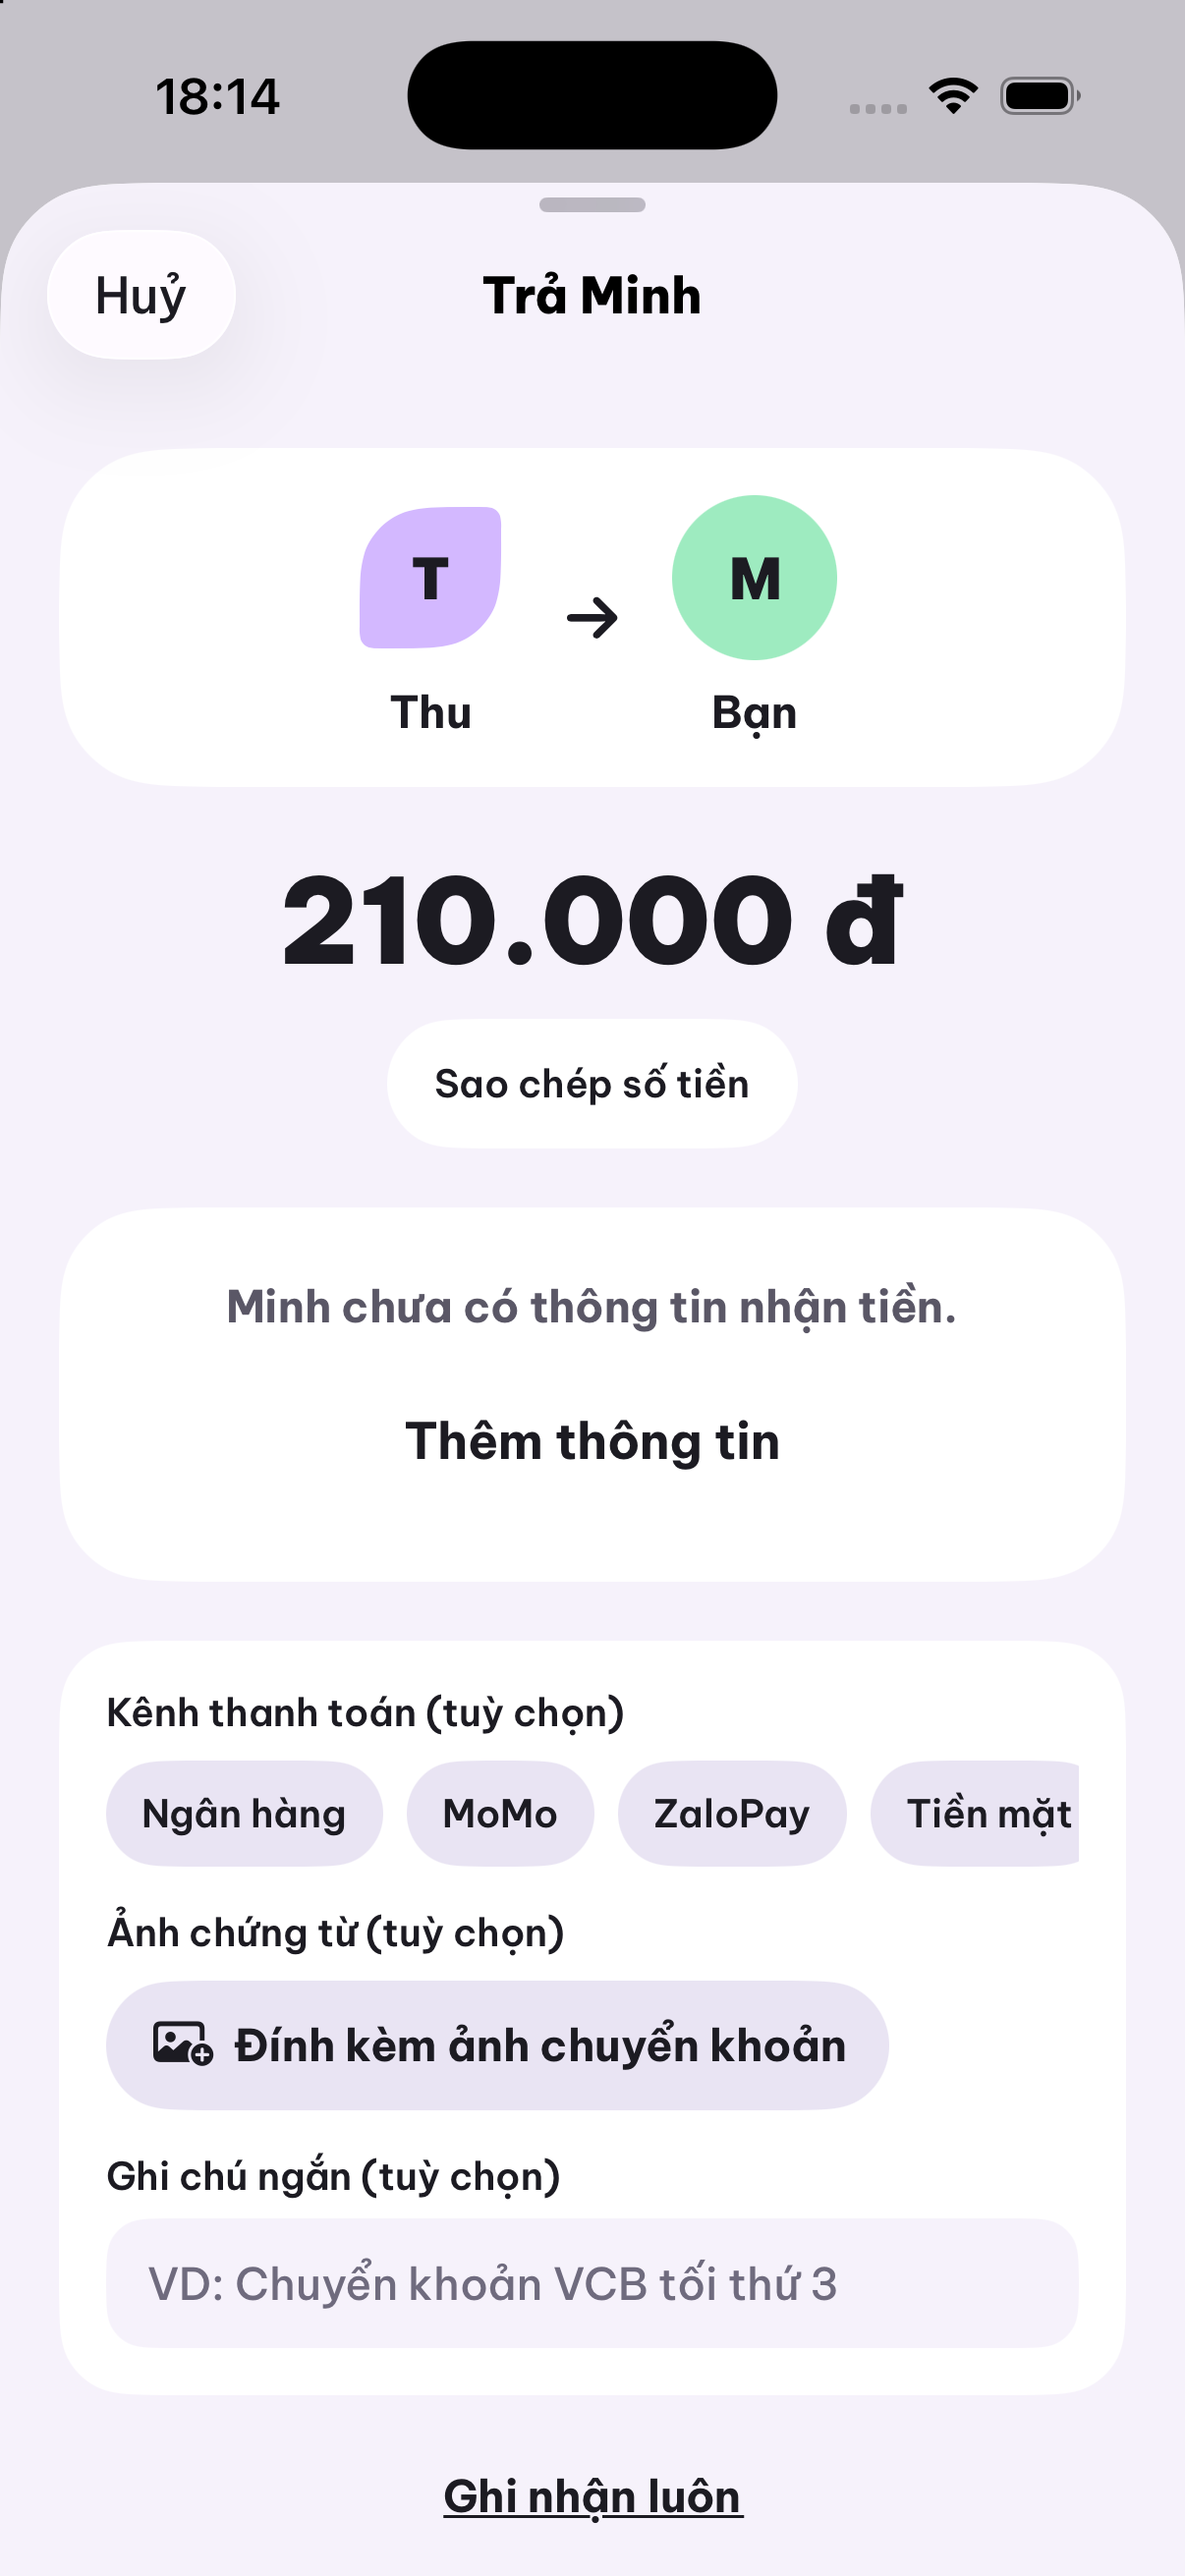 18:14
Huỷ
Trả Minh
T
M
Thu
Bạn
210.000 đ
Sao chép số tiền
Minh chưa có thông tin nhận tiền.
Thêm thông tin
Kênh thanh toán (tuỳ chọn)
Ngân hàng
MoMo
ZaloPay
Tiền mặt
Ảnh chứng từ (tuỳ chọn)
Đính kèm ảnh chuyển khoản
Ghi chú ngắn (tuỳ chọn)
VD: Chuyển khoản VCB tối thứ 3
Ghi nhận luôn